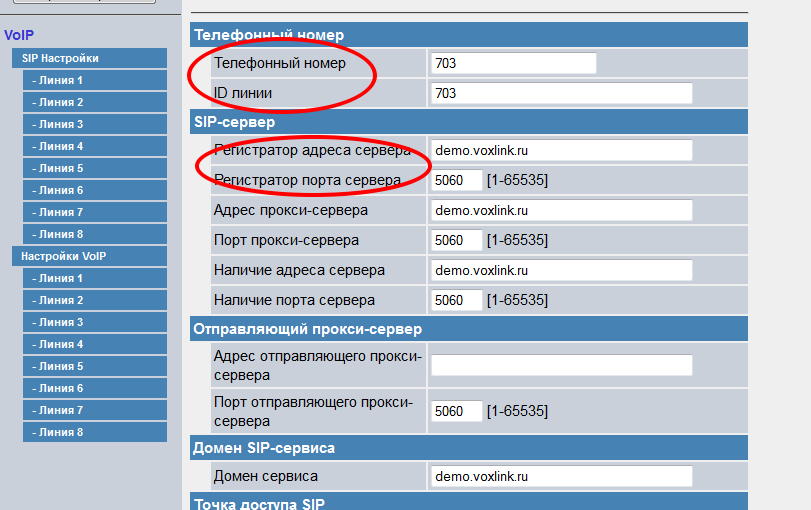 VoIP
SIP Настройки
- Линия 1
- Линия 2
- Линия 3
- Линия 4
- Линия 5
- Линия 6
- Линия 7
- Линия 8
Настройки VoIP
- Линия 1
- Линия 2
- Линия 3
- Линия 4
- Линия 5
- Линия 6
- Линия 7
- Линия 8
Телефонный номер
Телефонный номер 703
ID линии 703
SIP-сервер
Регистратор адреса сервера demo.voxlink.ru
Регистратор порта сервера 5060 [1-65535]
Адрес прокси-сервера demo.voxlink.ru
Порт прокси-сервера 5060 [1-65535]
Наличие адреса сервера demo.voxlink.ru
Наличие порта сервера 5060 [1-65535]
Отправляющий прокси-сервер
Адрес отправляющего прокси-
сервера
Порт отправляющего прокси-
сервера 5060 [1-65535]
Домен SIP-сервиса
Домен сервиса demo.voxlink.ru
Точка доступа SIP